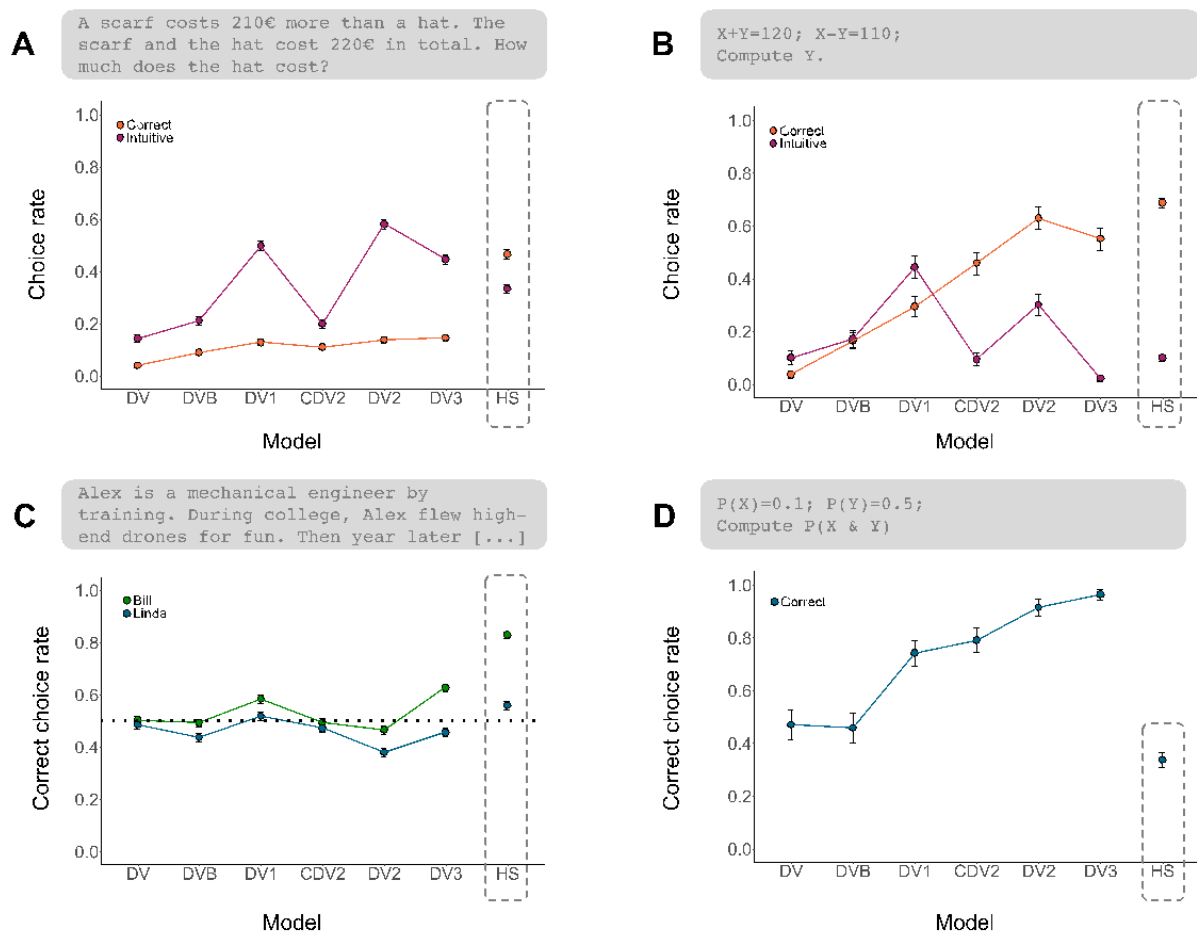 A
A scarf costs 210€ more than a hat. The
scarf and the hat cost 220€ in total. How
much does the hat cost?
1.0
0.8
0.6
0.4
0.2
0.0
Choice rate
Correct
Intuitive
DV DVB DV1 CDV2 DV2 DV3 HS
Model
B
X+Y=120; X-Y=110;
Compute Y.
1.0
0.8
0.6
0.4
0.2
0.0
Choice rate
Correct
Intuitive
DV DVB DV1 CDV2 DV2 DV3 HS
Model
C
Alex is a mechanical engineer by
training. During college, Alex flew high-
end drones for fun. Then year later [...]
1.0
0.8
0.6
0.4
0.2
0.0
Correct choice rate
Bill
Linda
DV DVB DV1 CDV2 DV2 DV3 HS
Model
D
P(X)=0.1; P(Y)=0.5;
Compute P(X & Y)
1.0
0.8
0.6
0.4
0.2
0.0
Correct choice rate
Correct
DV DVB DV1 CDV2 DV2 DV3 HS
Model